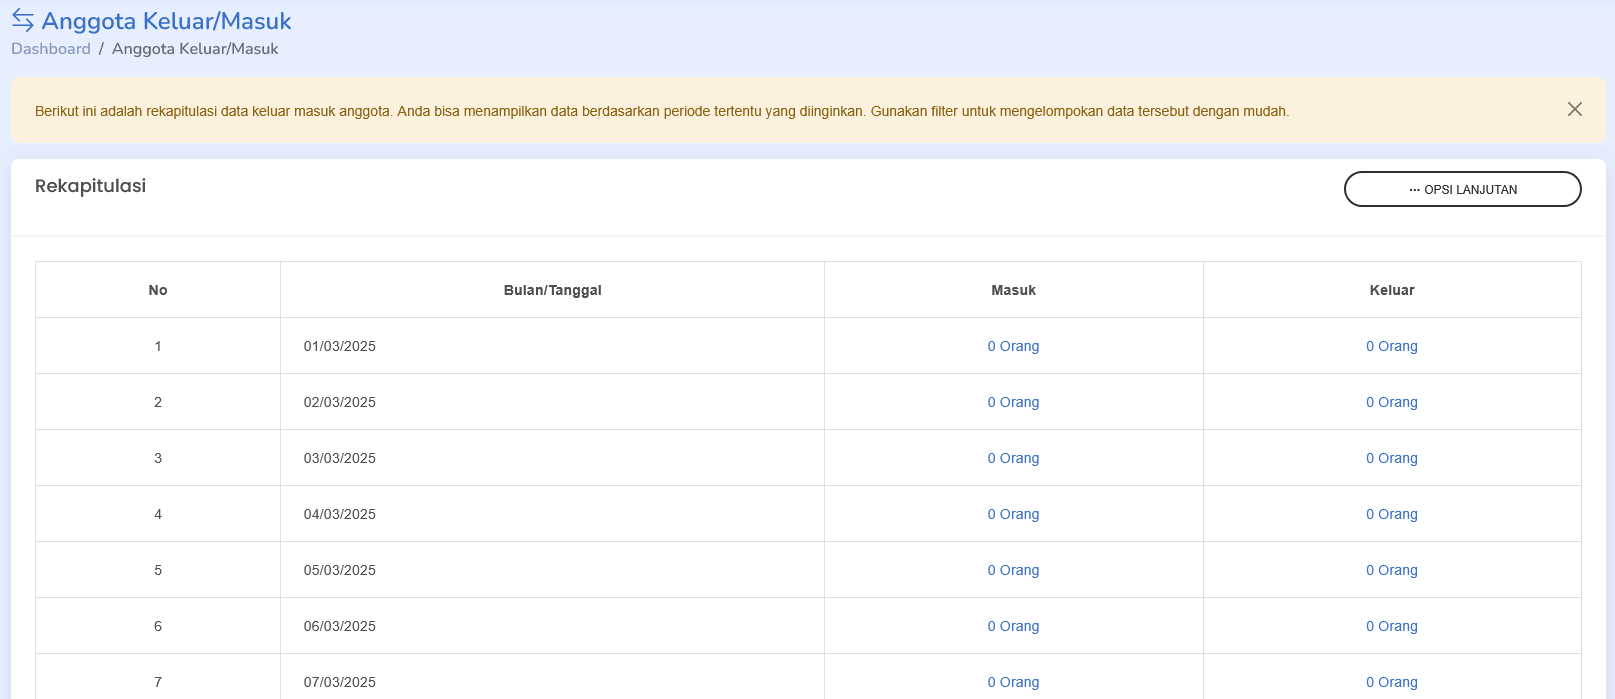 Anggota Keluar/Masuk
Dashboard / Anggota Keluar/Masuk
Berikut ini adalah rekapitulasi data keluar masuk anggota. Anda bisa menampilkan data berdasarkan periode tertentu yang diinginkan. Gunakan filter untuk mengelompokan data tersebut dengan mudah.
Rekapitulasi
··· OPSI LANJUTAN
No Bulan/Tanggal Masuk Keluar
1 01/03/2025 0 Orang 0 Orang
2 02/03/2025 0 Orang 0 Orang
3 03/03/2025 0 Orang 0 Orang
4 04/03/2025 0 Orang 0 Orang
5 05/03/2025 0 Orang 0 Orang
6 06/03/2025 0 Orang 0 Orang
7 07/03/2025 0 Orang 0 Orang